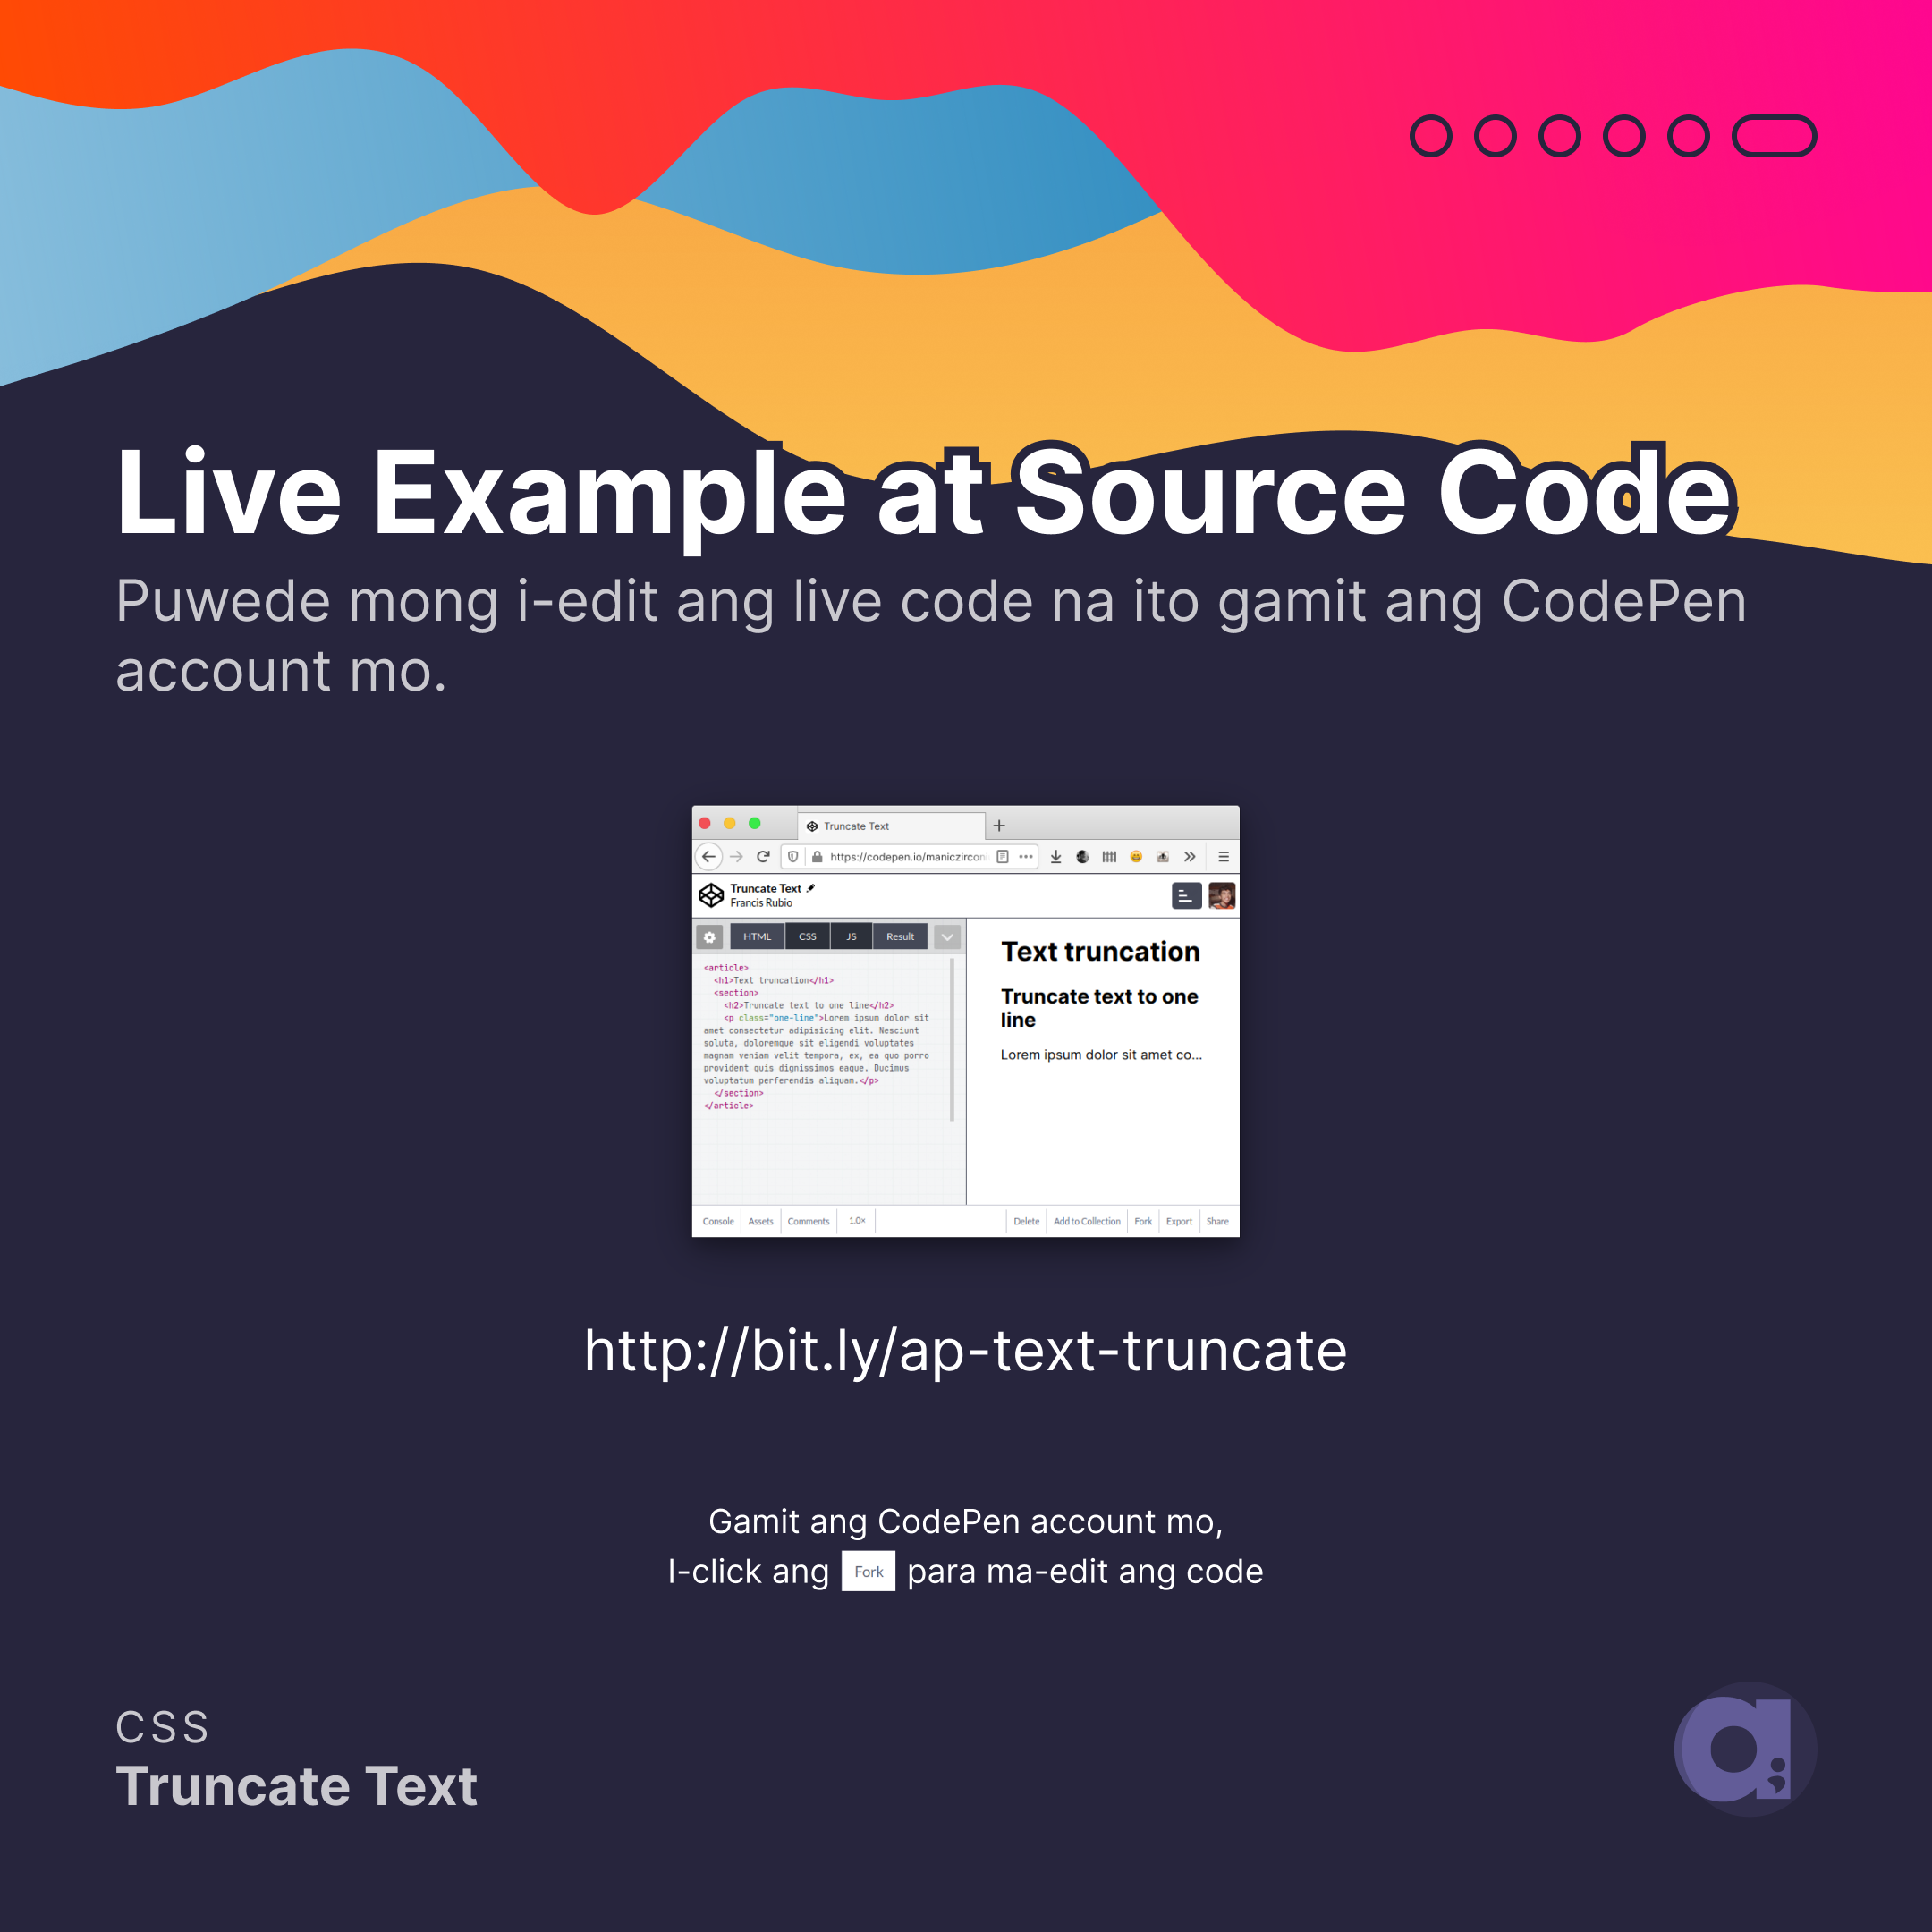 Live Example at Source Code
Puwede mong i-edit ang live code na ito gamit ang CodePen
account mo.
Truncate Text
https://codepen.io/maniczirconi
Truncate Text
Francis Rubio
HTML CSS JS Result
<article>
<h1>Text truncation</h1>
<section>
<h2>Truncate text to one line</h2>
<p class="one-line">Lorem ipsum dolor sit
amet consectetur adipisicing elit. Nesciunt
soluta, doloremque sit eligendi voluptates
magnam veniam velit tempora, ex, ea quo porro
provident quis dignissimos eaque. Ducimus
voluptatum perferendis aliquam.</p>
</section>
</article>
Text truncation
Truncate text to one
line
Lorem ipsum dolor sit amet co...
Console Assets Comments 1.0× Delete Add to Collection Fork Export Share
http://bit.ly/ap-text-truncate
Gamit ang CodePen account mo,
I-click ang Fork para ma-edit ang code
CSS
Truncate Text